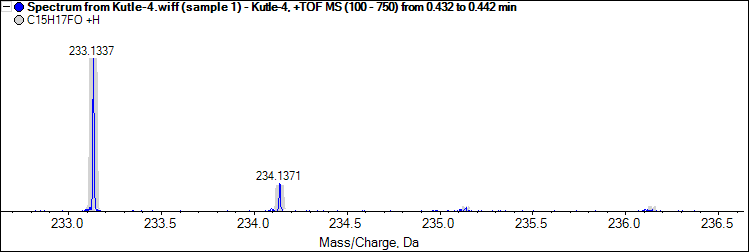 Spectrum from Kutle-4.wiff (sample 1) - Kutle-4, +TOF MS (100 - 750) from 0.432 to 0.442 min
C15H17FO +H
233.1337
234.1371
233.0 233.5 234.0 234.5 235.0 235.5 236.0 236.5
Mass/Charge, Da